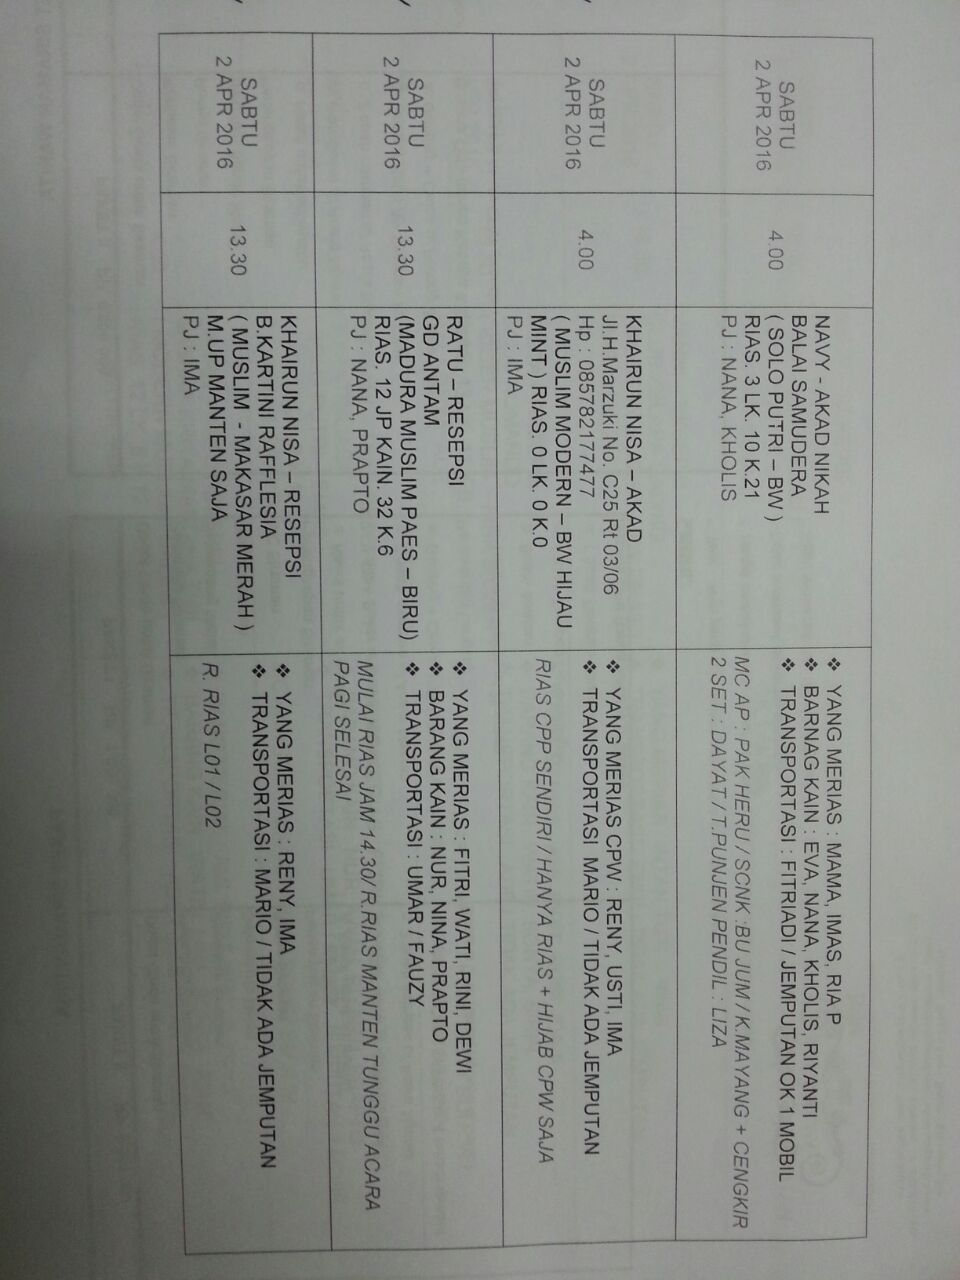 SABTU
2 APR 2016
4.00
NAVY - AKAD NIKAH
BALAI SAMUDERA
( SOLO PUTRI – BW )
RIAS. 3 LK. 10 K.21
PJ : NANA, KHOLIS
❖ YANG MERIAS : MAMA, IMAS, RIA P
❖ BARNAG KAIN : EVA, NANA, KHOLIS, RIYANTI
❖ TRANSPORTASI : FITRIADI / JEMPUTAN OK 1 MOBIL
MC AP : PAK HERU / SCNK :BU JUM / K.MAYANG + CENGKIR
2 SET : DAYAT / T.PUNJEN PENDIL : LIZA
SABTU
2 APR 2016
4.00
KHAIRUN NISA – AKAD
Jl.H.Marzuki No. C25 Rt 03/06
Hp : 085782177477
( MUSLIM MODERN – BW HIJAU
MINT ) RIAS. 0 LK. 0 K.0
PJ : IMA
❖ YANG MERIAS CPW : RENY, USTI, IMA
❖ TRANSPORTASI MARIO / TIDAK ADA JEMPUTAN
RIAS CPP SENDIRI / HANYA RIAS + HIJAB CPW SAJA
SABTU
2 APR 2016
13.30
RATU – RESEPSI
GD ANTAM
(MADURA MUSLIM PAES – BIRU)
RIAS. 12 JP KAIN. 32 K.6
PJ : NANA, PRAPTO
❖ YANG MERIAS : FITRI, WATI, RINI, DEWI
❖ BARANG KAIN : NUR, NINA, PRAPTO
❖ TRANSPORTASI : UMAR / FAUZY
MULAI RIAS JAM 14.30/ R.RIAS MANTEN TUNGGU ACARA
PAGI SELESAI
SABTU
2 APR 2016
13.30
KHAIRUN NISA – RESEPSI
B.KARTINI RAFFLESIA
( MUSLIM - MAKASAR MERAH )
M.UP MANTEN SAJA
PJ : IMA
❖ YANG MERIAS : RENY, IMA
❖ TRANSPORTASI : MARIO / TIDAK ADA JEMPUTAN
R. RIAS L01 / L02